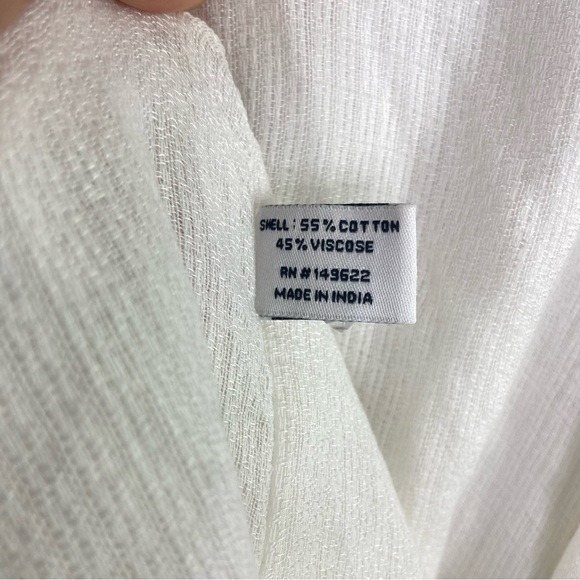 SHELL : 55% COTTON
45% VISCOSE
RN # 149622
MADE IN INDIA